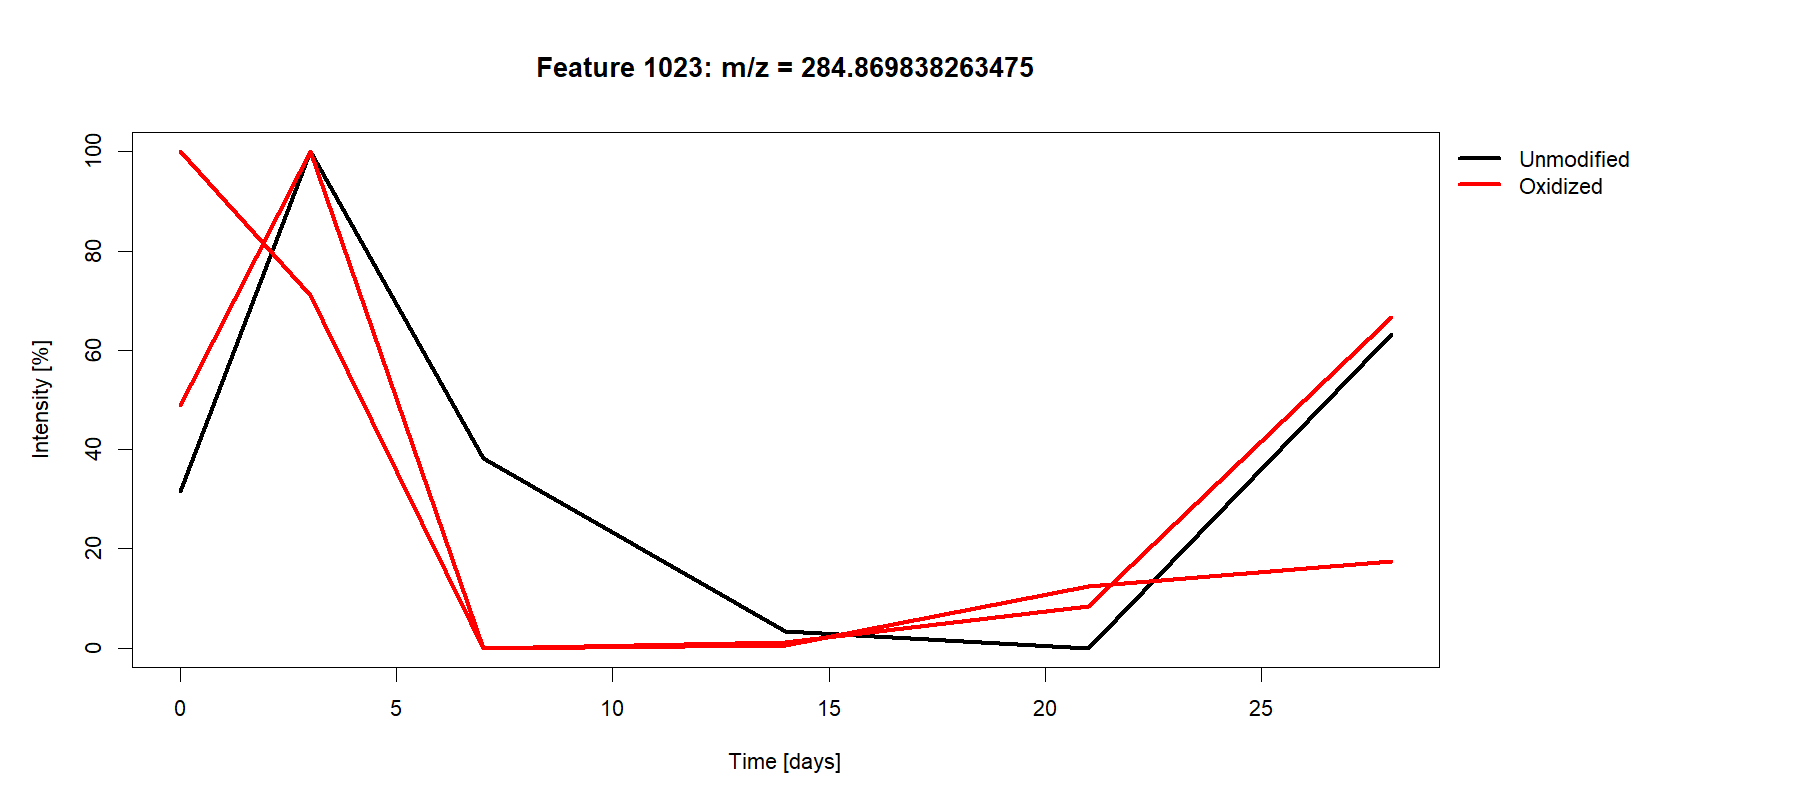 Feature 1023: m/z = 284.869838263475
Unmodified
Oxidized
100
80
60
40
20
0
Intensity [%]
0 5 10 15 20 25
Time [days]